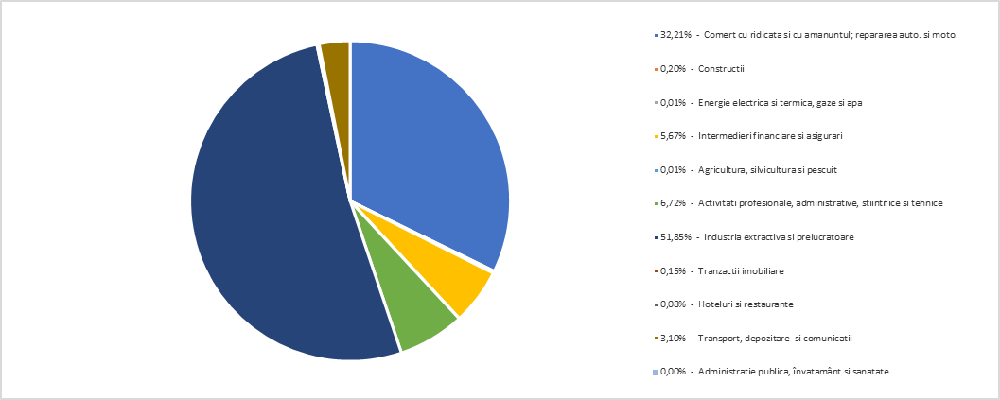 32,21% - Comert cu ridicata si cu amanuntul; repararea auto. si moto.
0,20% - Constructii
0,01% - Energie electrica si termica, gaze si apa
5,67% - Intermedieri financiare si asigurari
0,01% - Agricultura, silvicultura si pescuit
6,72% - Activitati profesionale, administrative, stiintifice si tehnice
51,85% - Industria extractiva si prelucratoare
0,15% - Tranzactii imobiliare
0,08% - Hoteluri si restaurante
3,10% - Transport, depozitare si comunicatii
0,00% - Administratie publica, învatamânt si sanatate